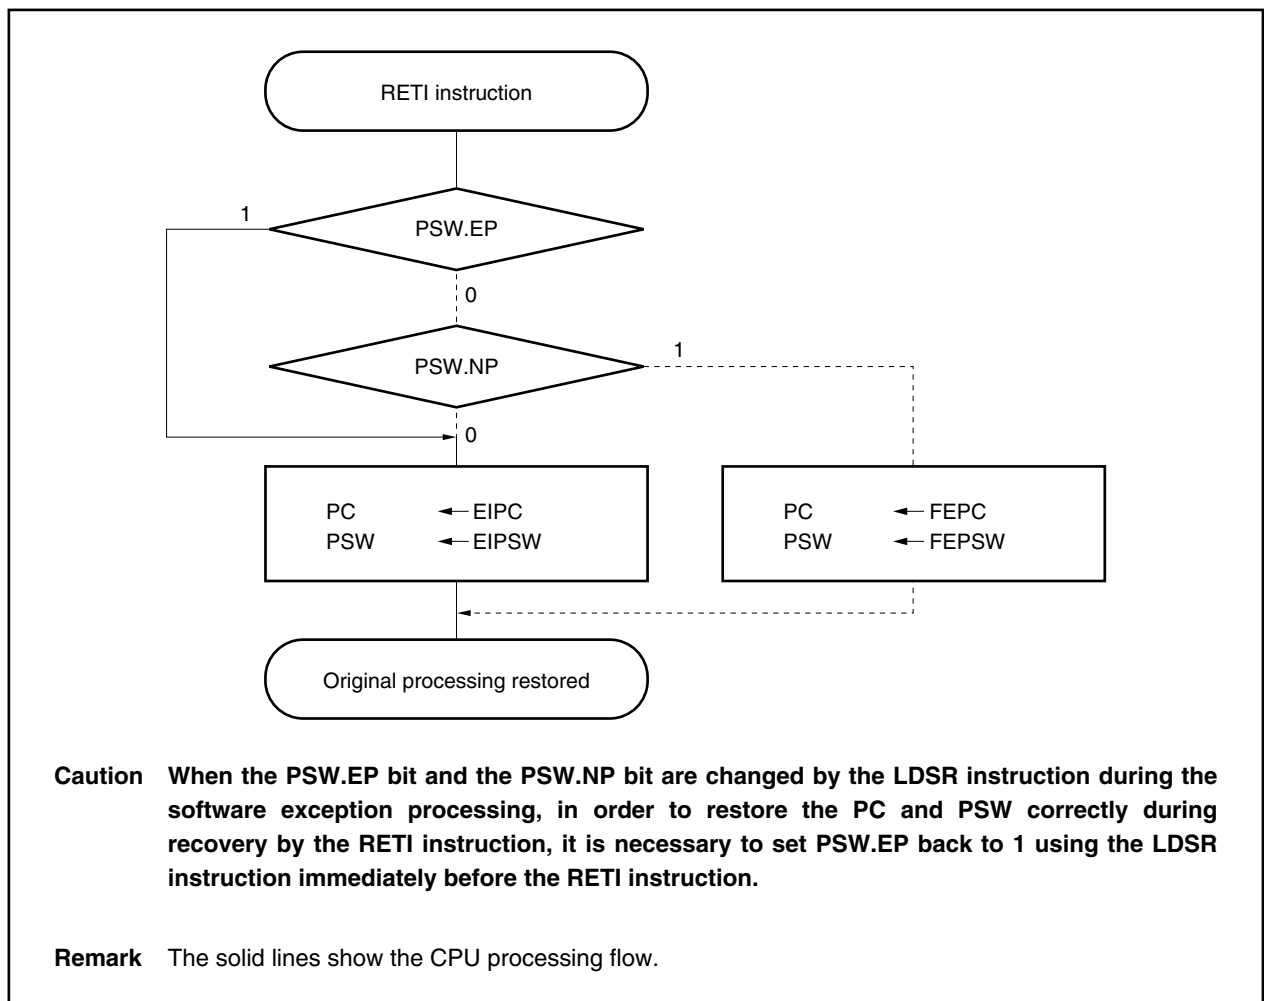 RETI instruction
1
PSW.EP
0
1
PSW.NP
0
PC ← EIPC
PSW ← EIPSW
PC ← FEPC
PSW ← FEPSW
Original processing restored
Caution When the PSW.EP bit and the PSW.NP bit are changed by the LDSR instruction during the
software exception processing, in order to restore the PC and PSW correctly during
recovery by the RETI instruction, it is necessary to set PSW.EP back to 1 using the LDSR
instruction immediately before the RETI instruction.
Remark The solid lines show the CPU processing flow.